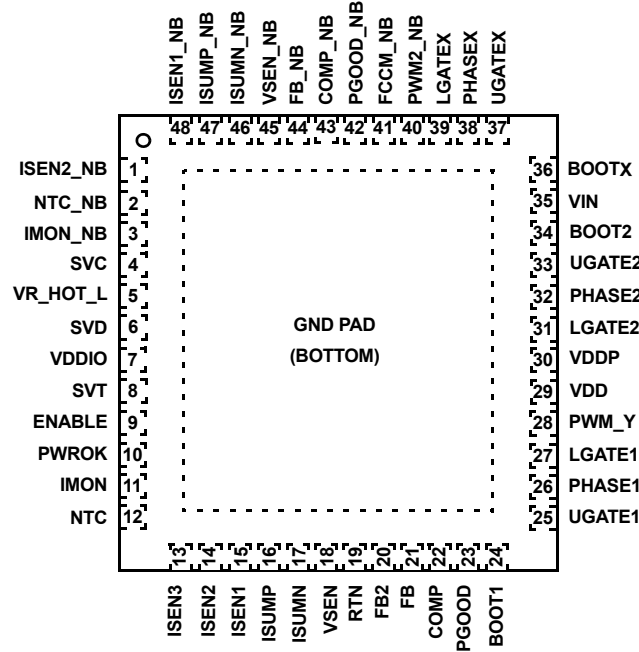 ISEN1_NB
ISUMP_NB
ISUMN_NB
VSEN_NB
FB_NB
COMP_NB
PGOOD_NB
FCCM_NB
PWM2_NB
LGATEX
PHASEX
UGATEX
48 47 46 45 44 43 42 41 40 39 38 37
ISEN2_NB 1
NTC_NB 2
IMON_NB 3
SVC 4
VR_HOT_L 5
SVD 6
VDDIO 7
SVT 8
ENABLE 9
PWROK 10
IMON 11
NTC 12
GND PAD
(BOTTOM)
36 BOOTX
35 VIN
34 BOOT2
33 UGATE2
32 PHASE2
31 LGATE2
30 VDDP
29 VDD
28 PWM_Y
27 LGATE1
26 PHASE1
25 UGATE1
13 14 15 16 17 18 19 20 21 22 23 24
ISEN3
ISEN2
ISEN1
ISUMP
ISUMN
VSEN
RTN
FB2
FB
COMP
PGOOD
BOOT1